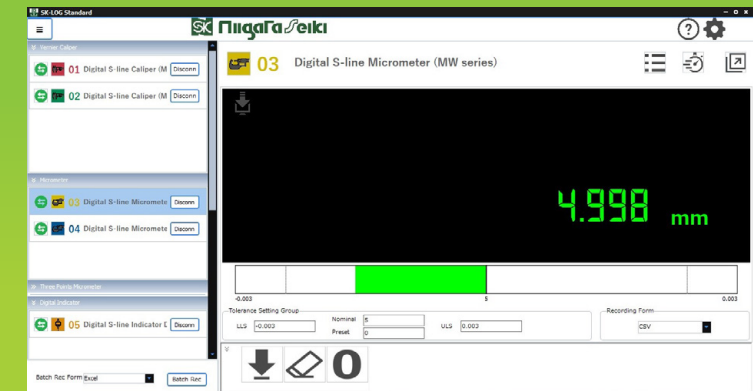 SK-LOG Standard
SK Niigata Seiki
Vernier Caliper
01 Digital S-line Caliper (M Disconn
02 Digital S-line Caliper (M Disconn
Micrometer
03 Digital S-line Micromete Disconn
04 Digital S-line Micromete Disconn
Three Points Micrometer
Digital Indicator
05 Digital S-line Indicator ( Disconn
Batch Rec Form Excel Batch Rec
03 Digital S-line Micrometer (MW series)
4.998 mm
-0.003 5 0.003
Tolerance Setting Group
LLS -0.003
Nominal 5
Preset 0
ULS 0.003
Recording Form
CSV
0